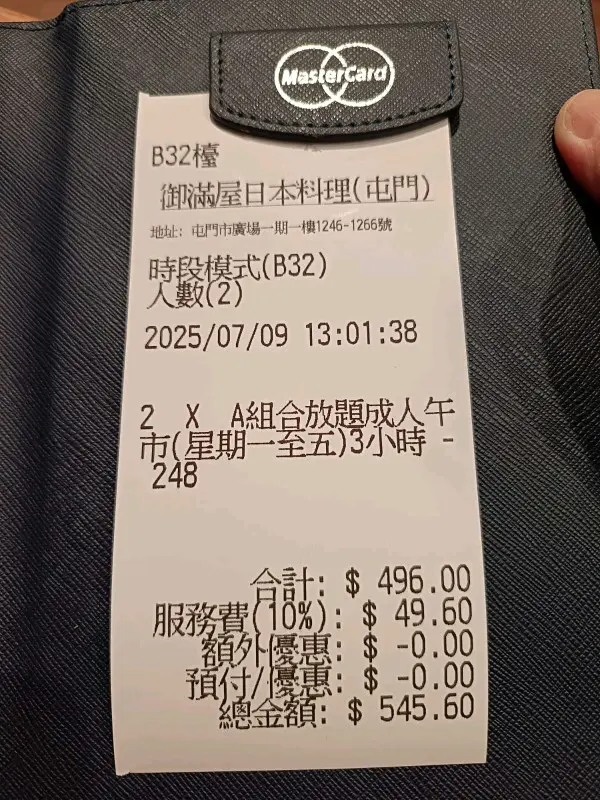 MasterCard
B32檯
御滿屋日本料理(屯門)
地址: 屯門市廣場一期一樓1246-1266號
時段模式(B32)
人數(2)
2025/07/09 13:01:38
2 X A組合放題成人午
市(星期一至五)3小時 -
248
合計: $ 496.00
服務費(10%): $ 49.60
額外優惠: $ -0.00
預付/優惠: $ -0.00
總金額: $ 545.60